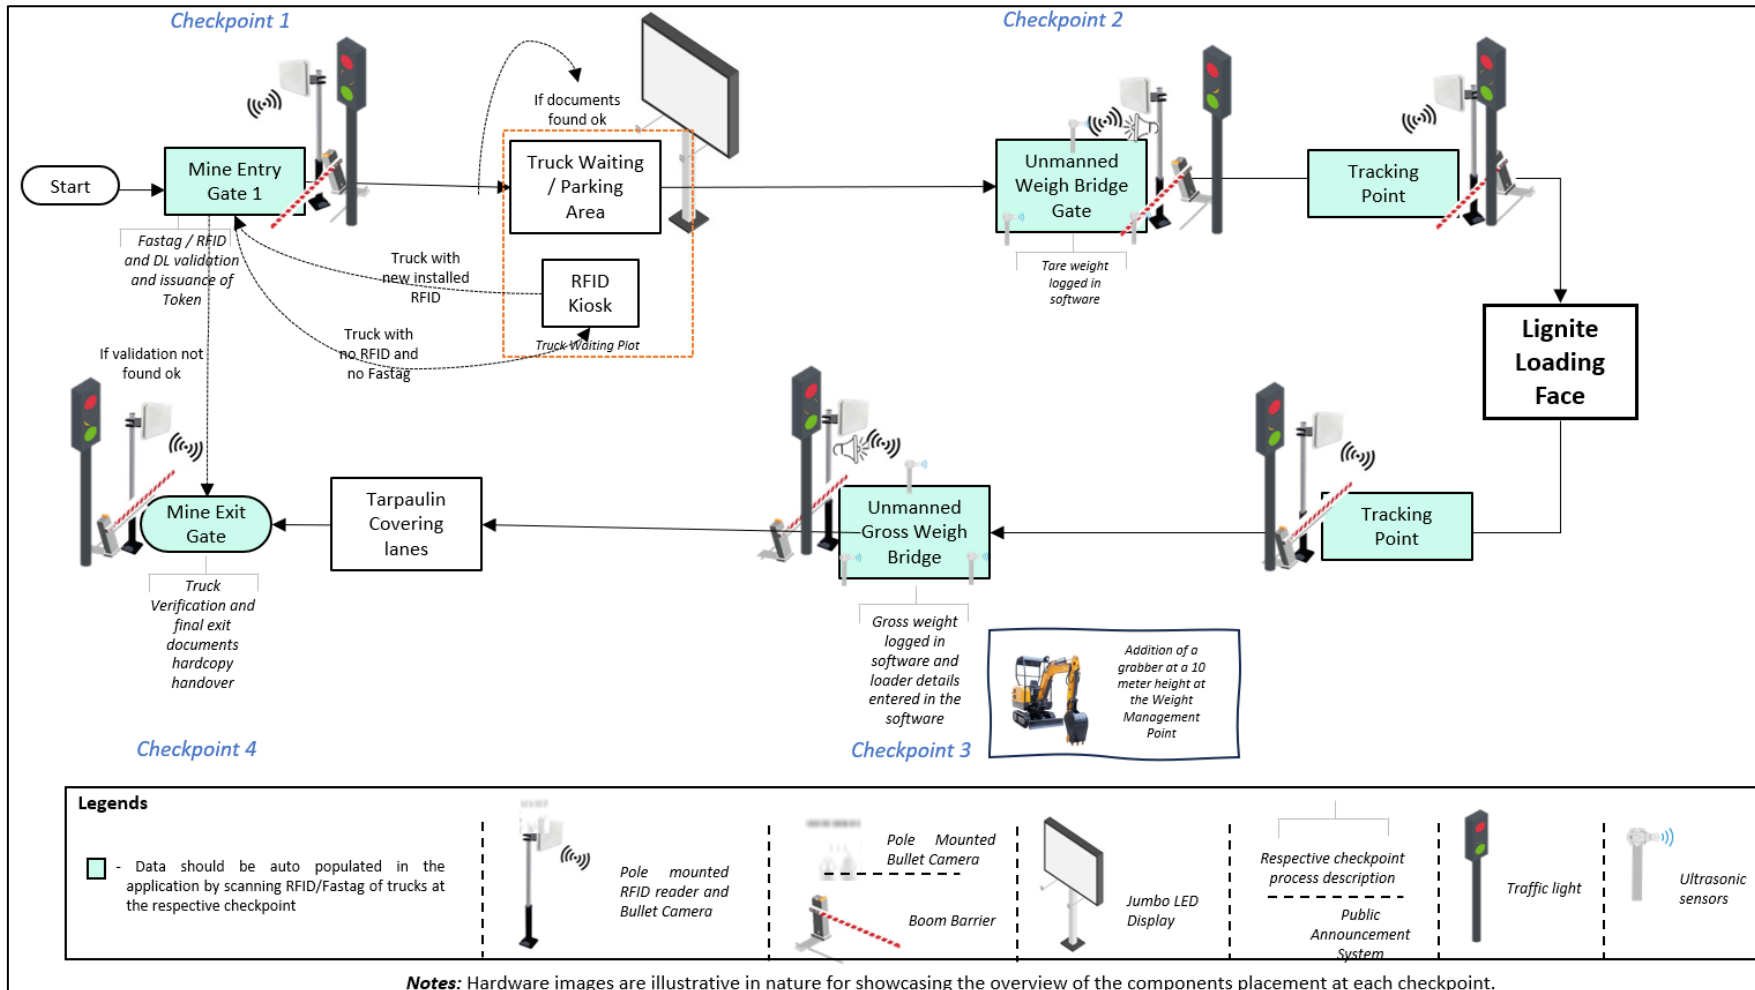 Checkpoint 1
Checkpoint 2
If documents
found ok
Start
Mine Entry
Gate 1
Truck Waiting
/ Parking
Area
Unmanned
Weigh Bridge
Gate
Tracking
Point
Fastag / RFID
and DL validation
and issuance of
Token
Truck with
new installed
RFID
RFID
Kiosk
Tare weight
logged in
software
Truck with
no RFID and
no Fastag
Truck Waiting Plot
If validation not
found ok
Lignite
Loading
Face
Mine Exit
Gate
Tarpaulin
Covering
lanes
Unmanned
Gross Weigh
Bridge
Tracking
Point
Truck
Verification and
final exit
documents
hardcopy
handover
Gross weight
logged in
software and
loader details
entered in the
software
Addition of a
grabber at a 10
meter height at
the Weight
Management
Point
Checkpoint 4
Checkpoint 3
Legends
- Data should be auto populated in the
application by scanning RFID/Fastag of trucks at
the respective checkpoint
Pole mounted
RFID reader and
Bullet Camera
Pole Mounted
Bullet Camera
Boom Barrier
Jumbo LED
Display
Respective checkpoint
process description
Public
Announcement
System
Traffic light
Ultrasonic
sensors
Notes: Hardware images are illustrative in nature for showcasing the overview of the components placement at each checkpoint.